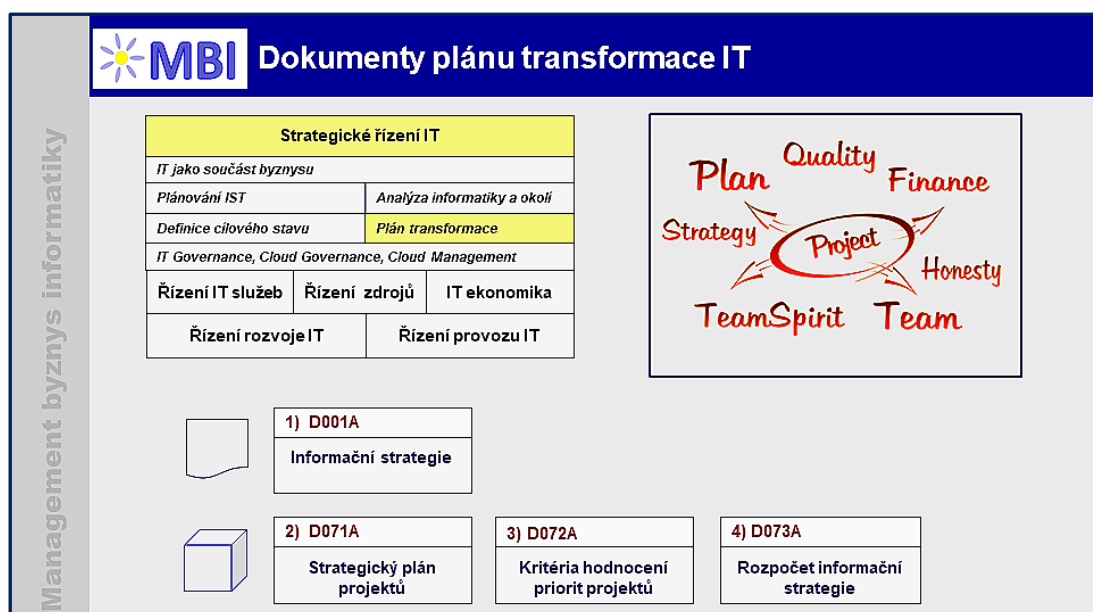 Management byznys informatiky
MBI
Dokumenty plánu transformace IT
Strategické řízení IT
IT jako součást byznysu
Plánování IST
Analýza informatiky a okolí
Definice cílového stavu
Plán transformace
IT Governance, Cloud Governance, Cloud Management
Řízení IT služeb
Řízení zdrojů
IT ekonomika
Řízení rozvoje IT
Řízení provozu IT
Quality
Plan
Finance
Strategy
Project
Honesty
TeamSpirit
Team
1) D001A
Informační strategie
2) D071A
Strategický plán
projektů
3) D072A
Kritéria hodnocení
priorit projektů
4) D073A
Rozpočet informační
strategie